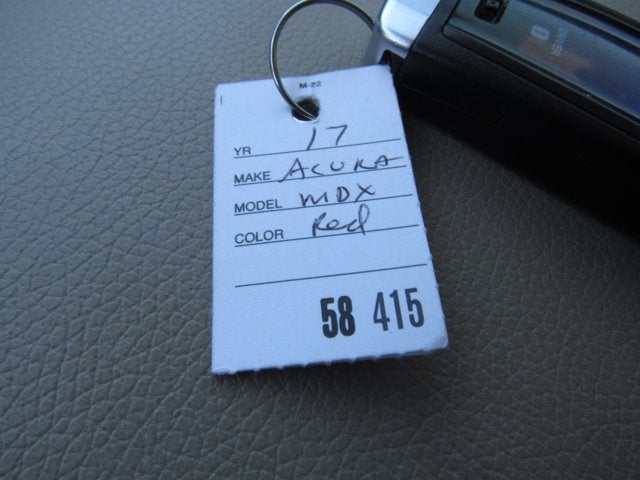 M-22
YR 17
MAKE ACURA
MODEL MDX
COLOR Red
58 415